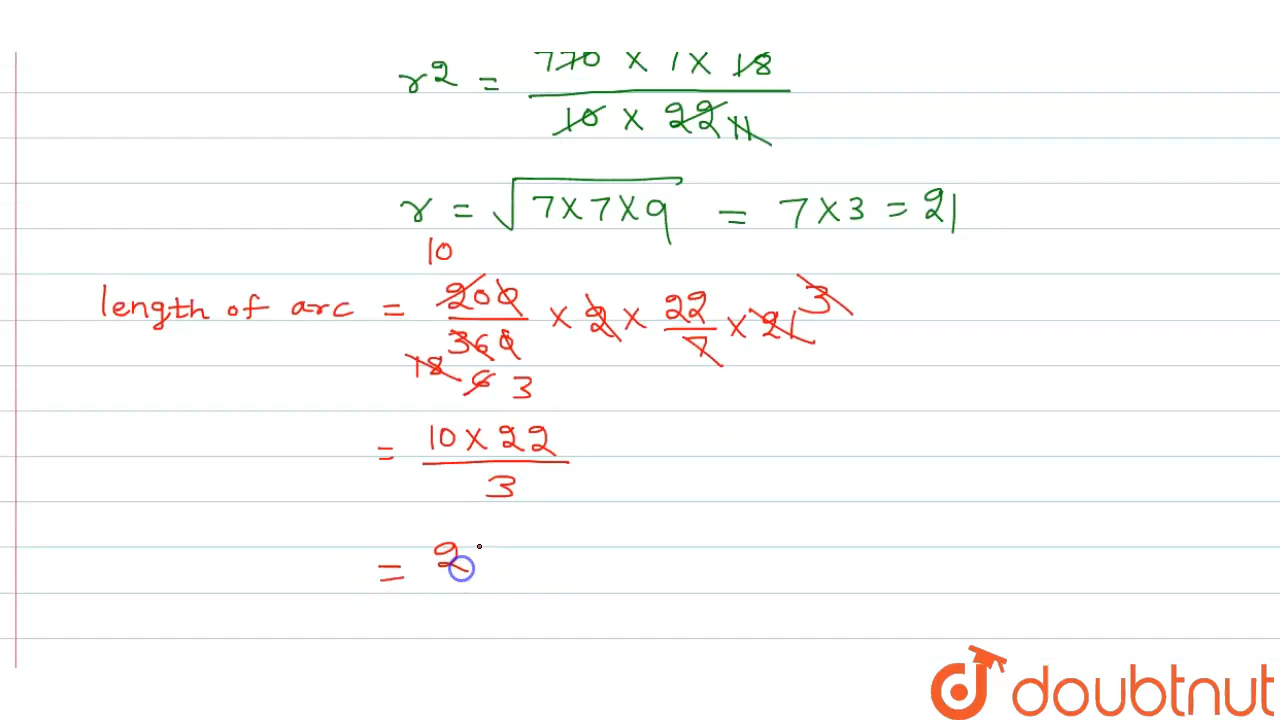 r² = 770 × 7 × 18
10 × 22 11
r = √7×7×9 = 7×3 = 21
10
length of arc = 200/360 × 2 × 22/7 × 21 3
18 6 3
= 10×22/3
= 2
doubtnut